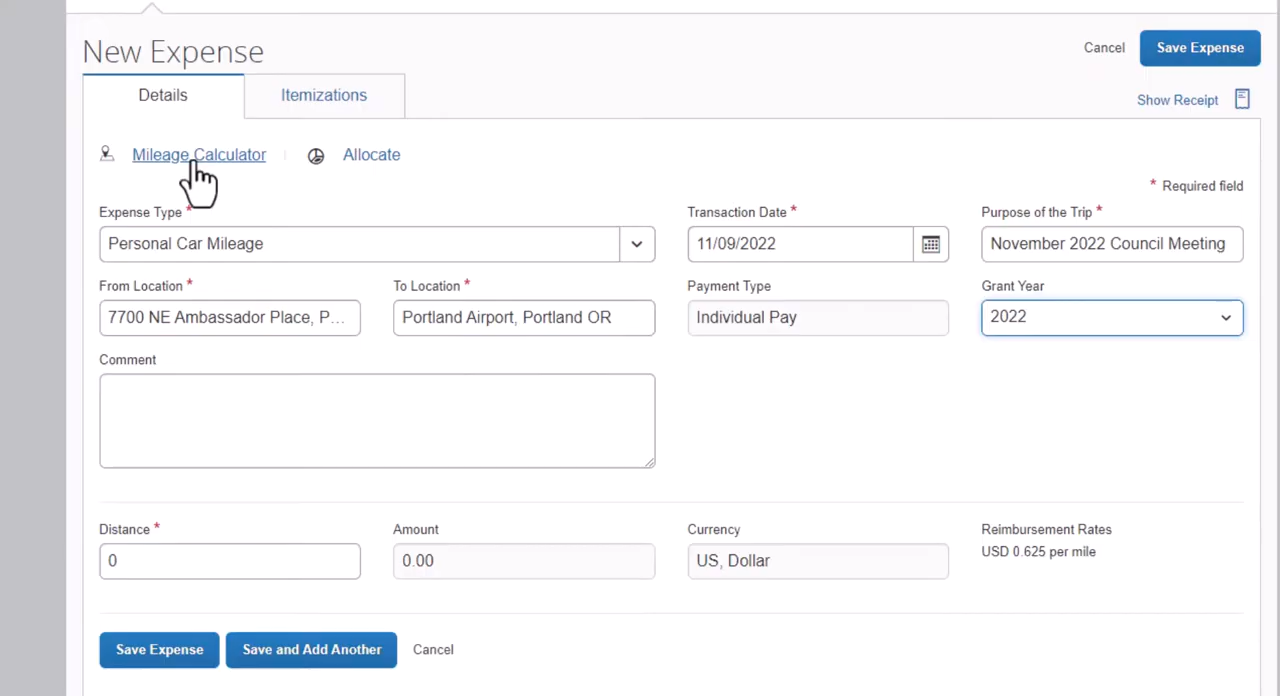 New Expense
Cancel
Save Expense
Details
Itemizations
Show Receipt
Mileage Calculator
Allocate
* Required field
Expense Type *
Transaction Date *
Purpose of the Trip *
Personal Car Mileage
11/09/2022
November 2022 Council Meeting
From Location *
To Location *
Payment Type
Grant Year
7700 NE Ambassador Place, P...
Portland Airport, Portland OR
Individual Pay
2022
Comment
Distance *
Amount
Currency
Reimbursement Rates
0
0.00
US, Dollar
USD 0.625 per mile
Save Expense
Save and Add Another
Cancel